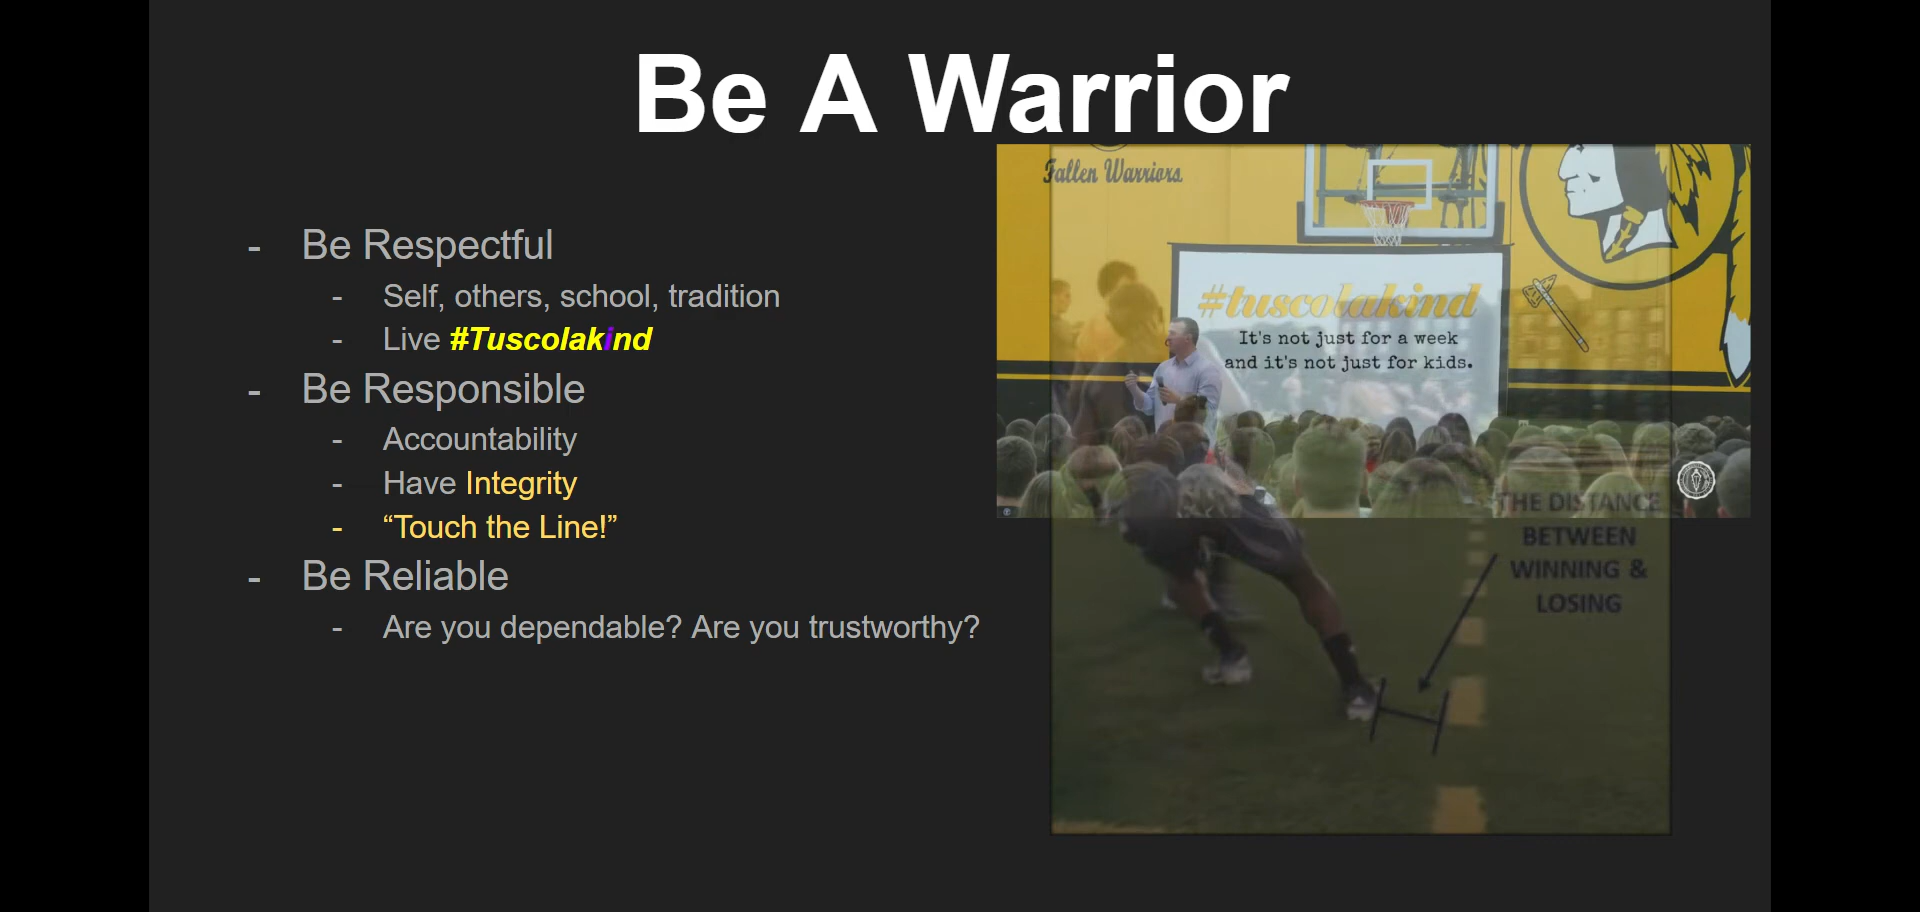 Be A Warrior
- Be Respectful
- Self, others, school, tradition
- Live #Tuscolakind
- Be Responsible
- Accountability
- Have Integrity
- “Touch the Line!”
- Be Reliable
- Are you dependable? Are you trustworthy?
Fallen Warriors
#tuscolakind
It's not just for a week
and it's not just for kids.
THE DISTANCE
BETWEEN
WINNING &
LOSING